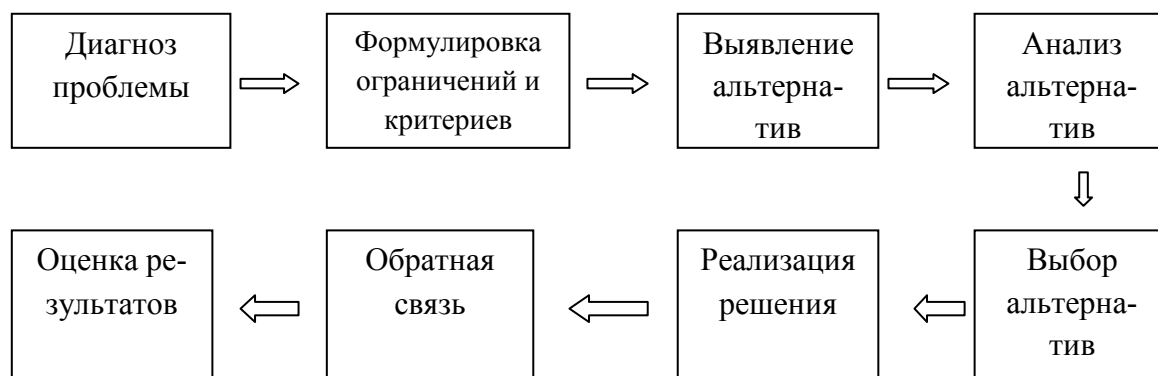 Диагноз
проблемы
Формулировка
ограничений и
критериев
Выявление
альтерна-
тив
Анализ
альтерна-
тив
Оценка ре-
зультатов
Обратная
связь
Реализация
решения
Выбор
альтерна-
тив